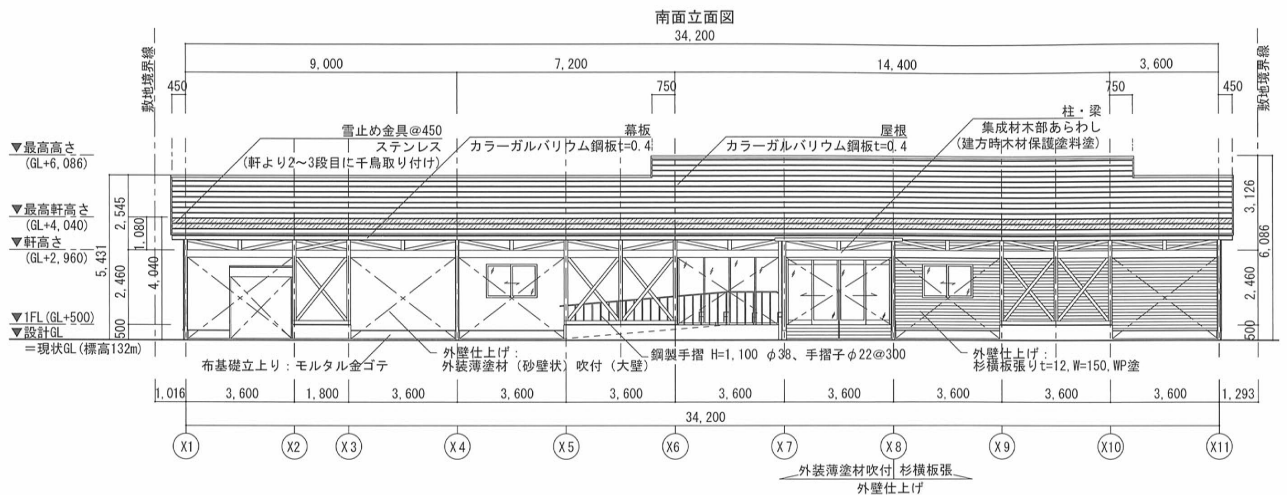 南面立面図
34,200
9,000
7,200
14,400
3,600
450
750
750
450
敷地境界線
敷地境界線
雪止め金具@450
ステンレス
(軒より2～3段目に千鳥取り付け)
幕板
カラーガルバリウム鋼板t=0.4
屋根
カラーガルバリウム鋼板t=0.4
柱・梁
集成材木部あらわし
(建方時木材保護塗料塗)
▼最高高さ
(GL+6,086)
▼最高軒高さ
(GL+4,040)
▼軒高さ
(GL+2,960)
▼1FL(GL+500)
▼設計GL
=現状GL(標高132m)
5,431
2,545
2,460
500
1,080
4,040
3,126
2,460
500
6,086
布基礎立上り：モルタル金ゴテ
外壁仕上げ：
外装薄塗材（砂壁状）吹付（大壁）
鋼製手摺 H=1,100 φ38、手摺子φ22@300
外壁仕上げ：
杉横板張りt=12,W=150,WP塗
1,016
3,600
1,800
3,600
3,600
3,600
3,600
3,600
3,600
3,600
3,600
1,293
34,200
X1
X2
X3
X4
X5
X6
X7
X8
X9
X10
X11
外装薄塗材吹付 杉横板張
外壁仕上げ